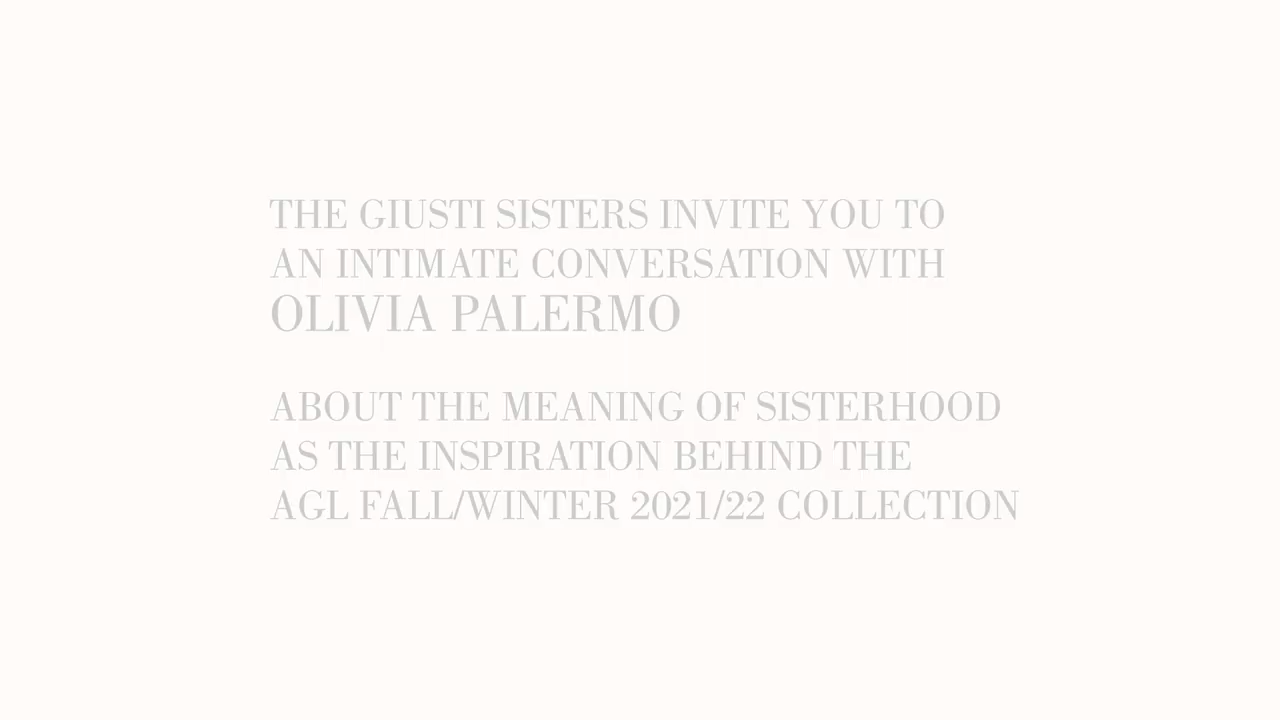 THE GIUSTI SISTERS INVITE YOU TO
AN INTIMATE CONVERSATION WITH
OLIVIA PALERMO
ABOUT THE MEANING OF SISTERHOOD
AS THE INSPIRATION BEHIND THE
AGL FALL/WINTER 2021/22 COLLECTION